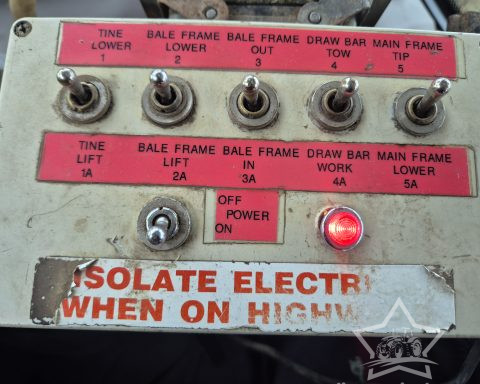 TINE BALE FRAME BALE FRAME DRAW BAR MAIN FRAME
LOWER LOWER OUT TOW TIP
1 2 3 4 5
TINE BALE FRAME BALE FRAME DRAW BAR MAIN FRAME
LIFT LIFT IN WORK LOWER
1A 2A 3A 4A 5A
OFF
POWER
ON
ISOLATE ELECTRI
WHEN ON HIGHW